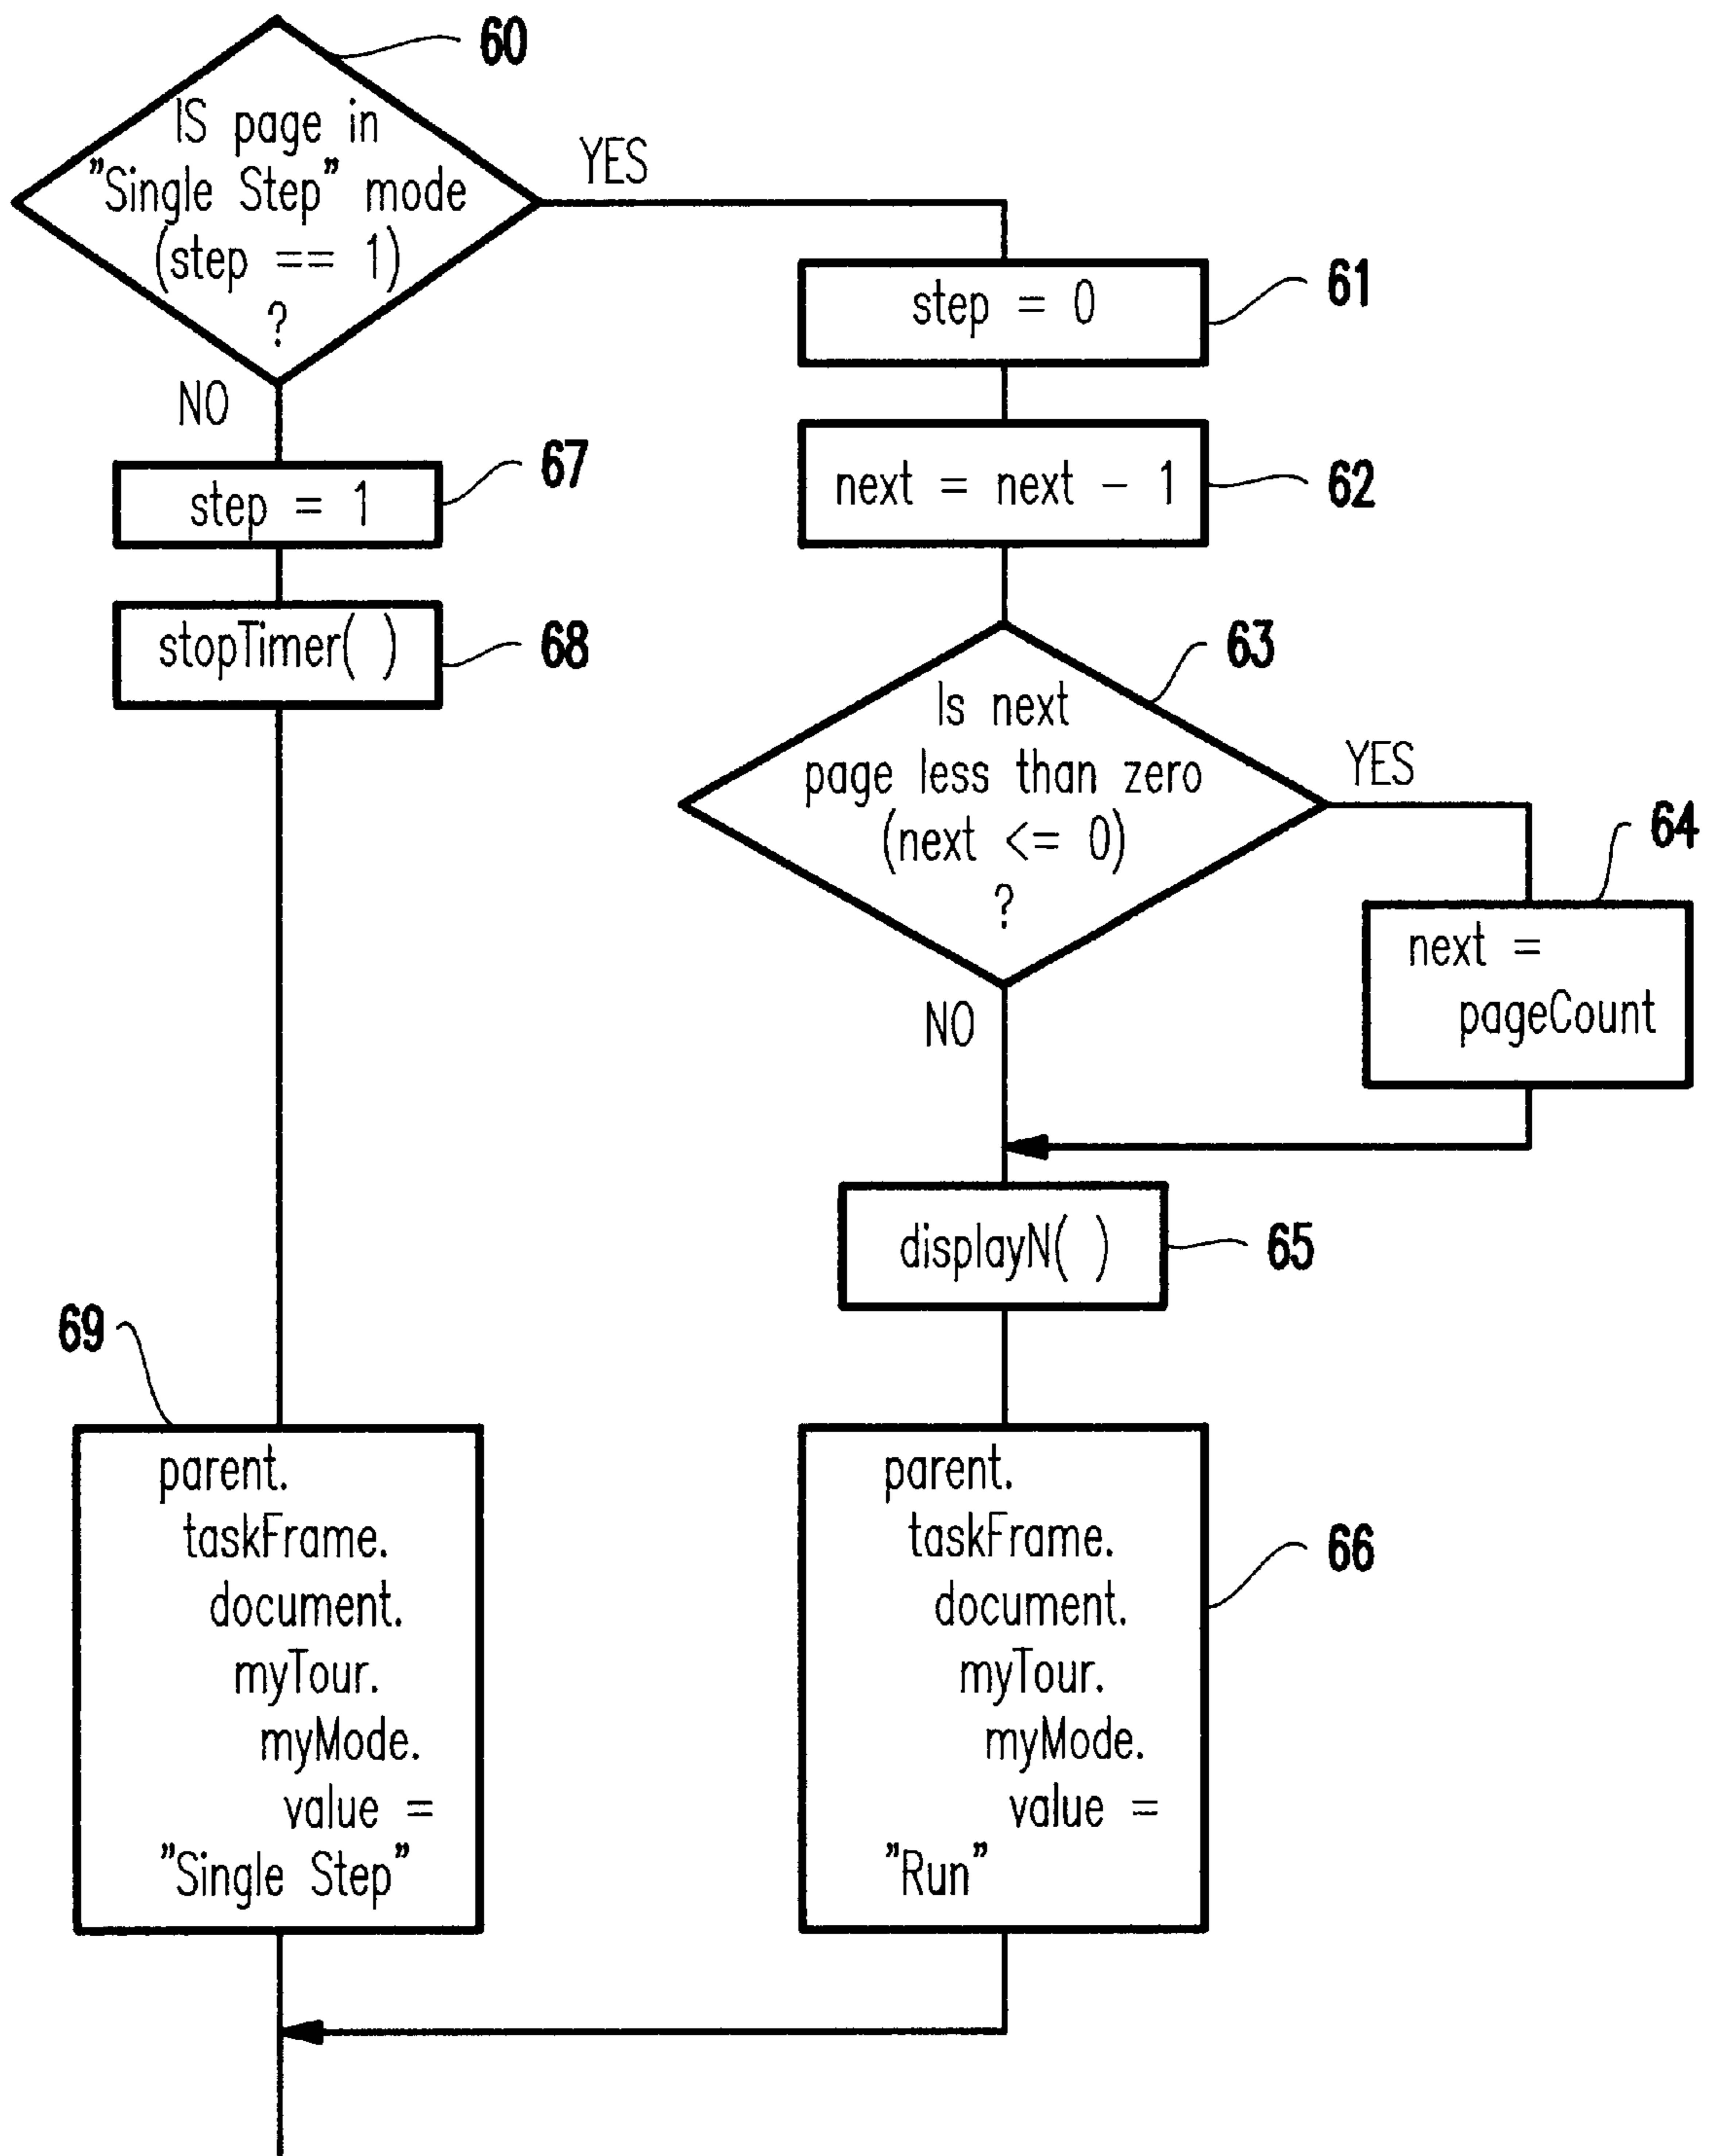 60
IS page in
"Single Step" mode
(step == 1)
?
YES
NO
step = 0
61
next = next - 1
62
67
step = 1
stopTimer( )
68
63
Is next
page less than zero
(next <= 0)
?
YES
NO
64
next =
pageCount
displayN( )
65
69
parent.
taskFrame.
document.
myTour.
myMode.
value =
"Single Step"
parent.
taskFrame.
document.
myTour.
myMode.
value =
"Run"
66